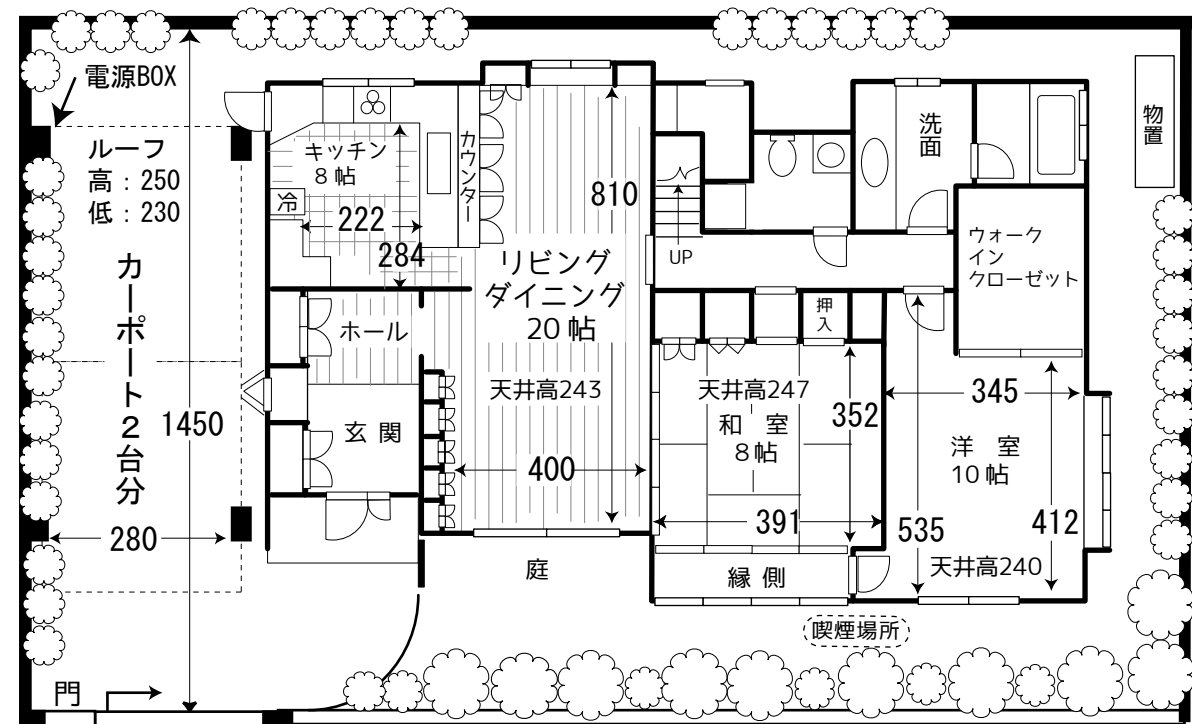 電源BOX
ルーフ
高：250
低：230
カーポート2台分
1450
280
門
キッチン
8 帖
冷
222
284
カウンター
ホール
玄 関
810
リビング
ダイニング
20 帖
天井高243
400
庭
UP
押入
天井高247
和 室
8 帖
352
391
縁 側
洗面
ウォーク
イン
クローゼット
物置
345
洋 室
10 帖
535
412
天井高240
喫煙場所